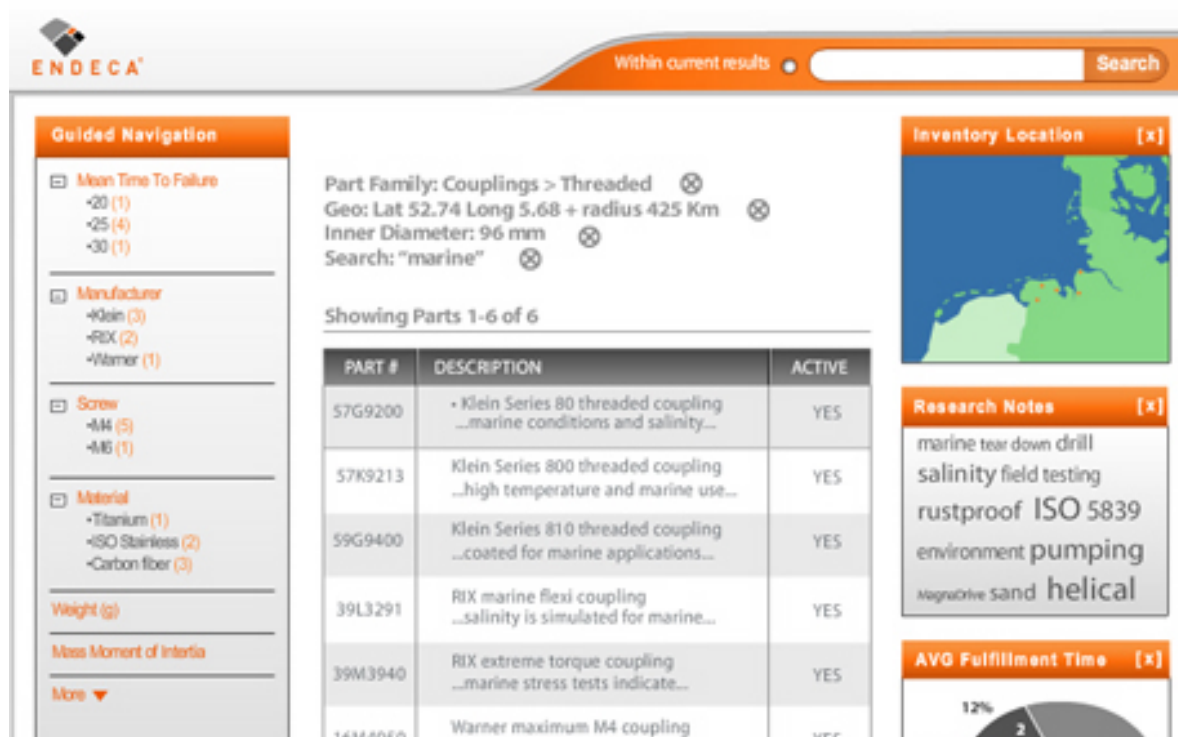 ENDECA
Within current results
Search
Guided Navigation
Mean Time To Failure
•20 (1)
•25 (4)
•30 (1)
Manufacturer
•Klein (3)
•RIX (2)
•Warner (1)
Screw
•M4 (5)
•M6 (1)
Material
•Titanium (1)
•ISO Stainless (2)
•Carbon fiber (3)
Weight (g)
Mass Moment of Intertia
More
Part Family: Couplings > Threaded
Geo: Lat 52.74 Long 5.68 + radius 425 Km
Inner Diameter: 96 mm
Search: "marine"
Showing Parts 1-6 of 6
PART # DESCRIPTION ACTIVE
57G9200 • Klein Series 80 threaded coupling YES
...marine conditions and salinity...
57K9213 Klein Series 800 threaded coupling YES
...high temperature and marine use...
59G9400 Klein Series 810 threaded coupling YES
...coated for marine applications...
39L3291 RIX marine flexi coupling YES
...salinity is simulated for marine...
39M3940 RIX extreme torque coupling YES
...marine stress tests indicate...
Warner maximum M4 coupling
Inventory Location [x]
Research Notes [x]
marine tear down drill
salinity field testing
rustproof ISO 5839
environment pumping
MagnaDrive sand helical
AVG Fulfillment Time [x]
12%
2